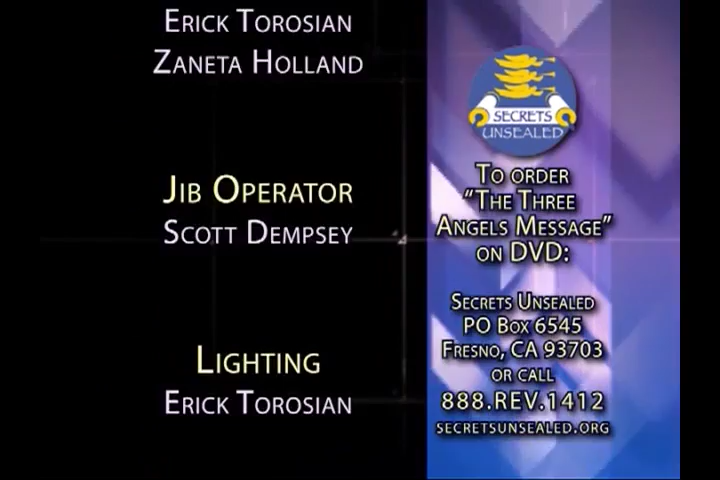 Erick Torosian
Zaneta Holland
Jib Operator
Scott Dempsey
Lighting
Erick Torosian
SECRETS
UNSEALED
To order
“The Three
Angels Message”
on DVD:
Secrets Unsealed
PO Box 6545
Fresno, CA 93703
or call
888.REV.1412
secretsunsealed.org